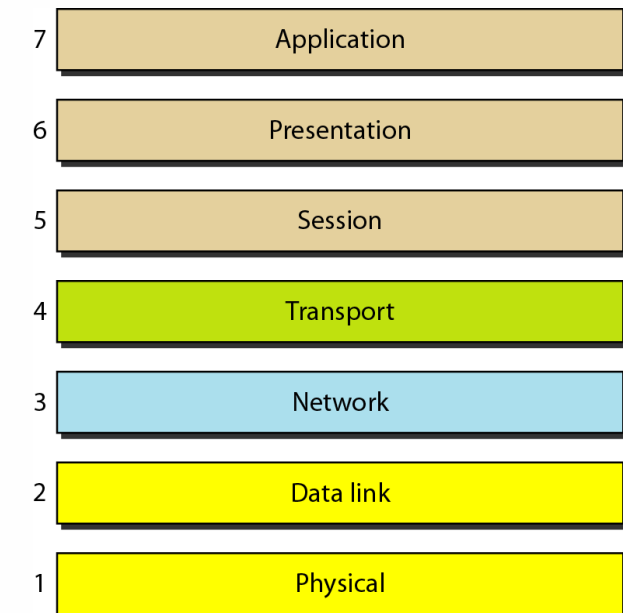 7 Application
6 Presentation
5 Session
4 Transport
3 Network
2 Data link
1 Physical